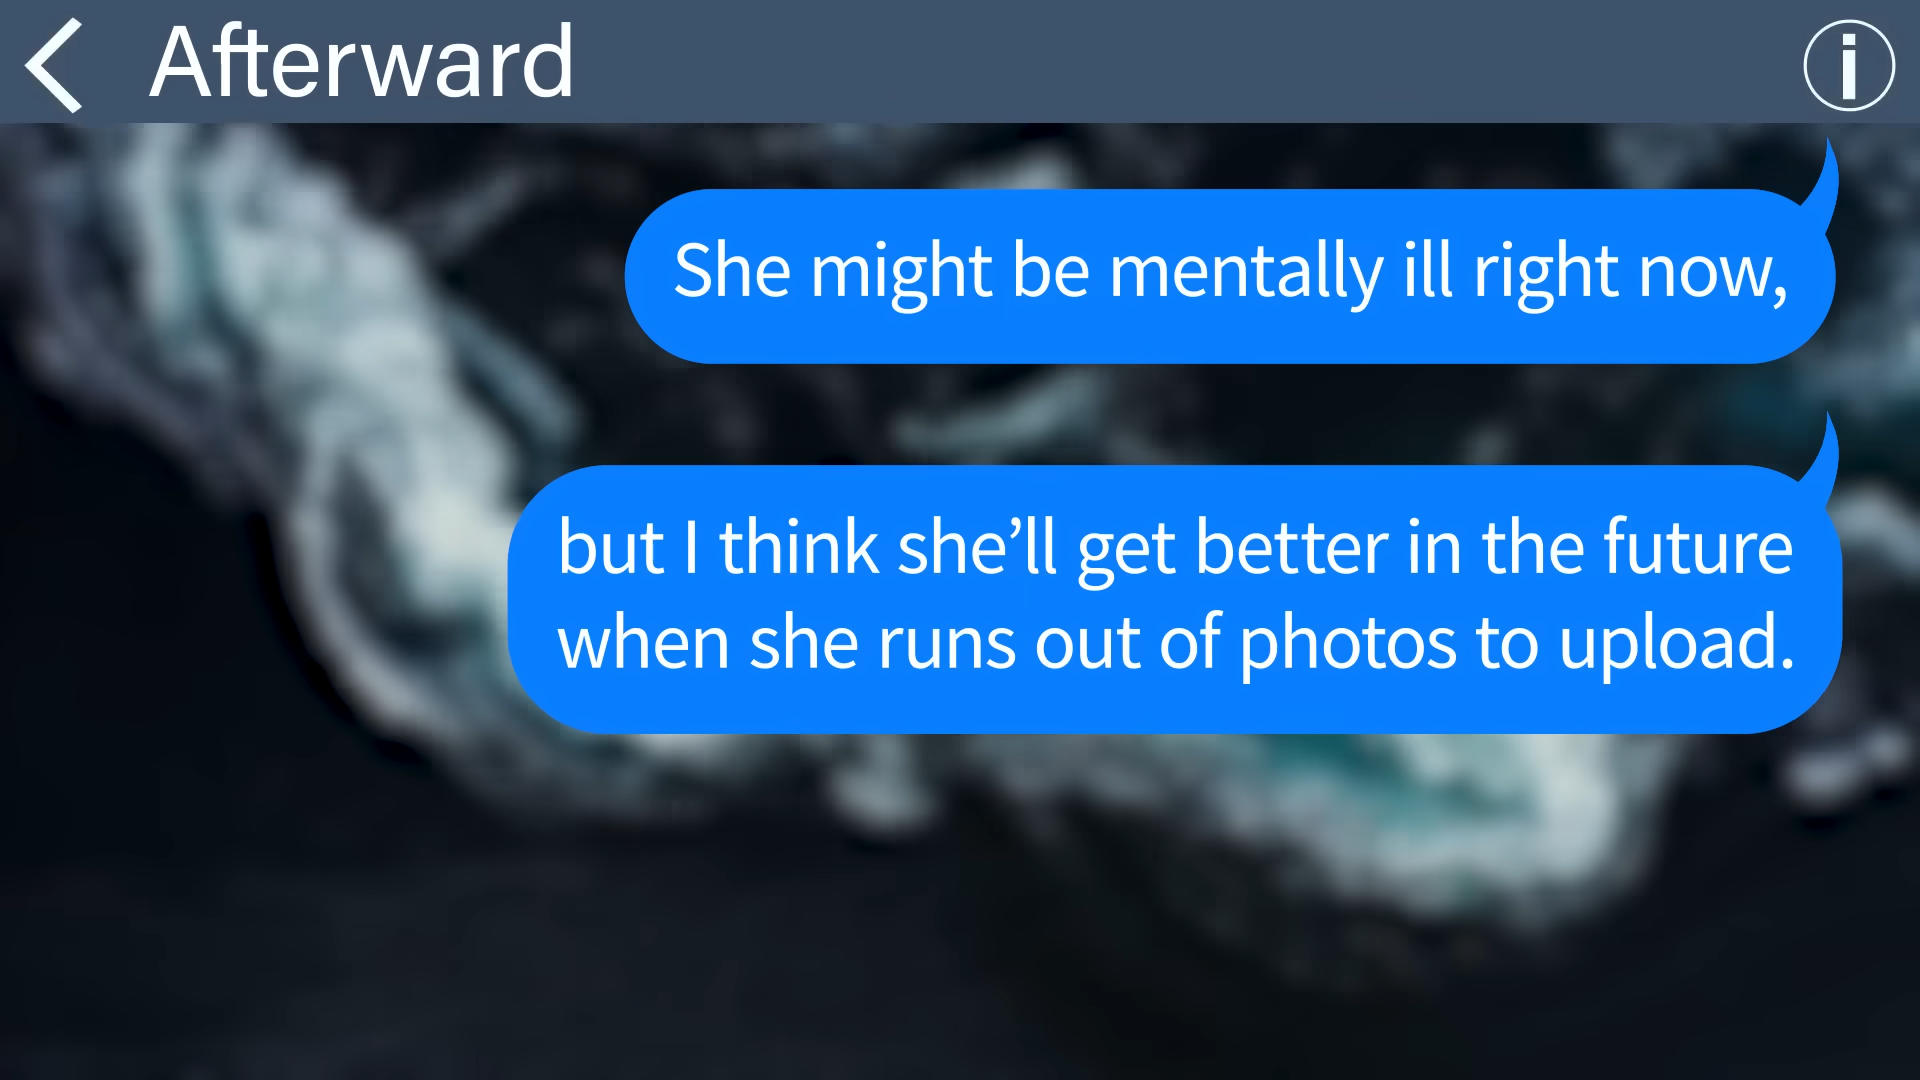 Afterward
She might be mentally ill right now,
but I think she’ll get better in the future
when she runs out of photos to upload.